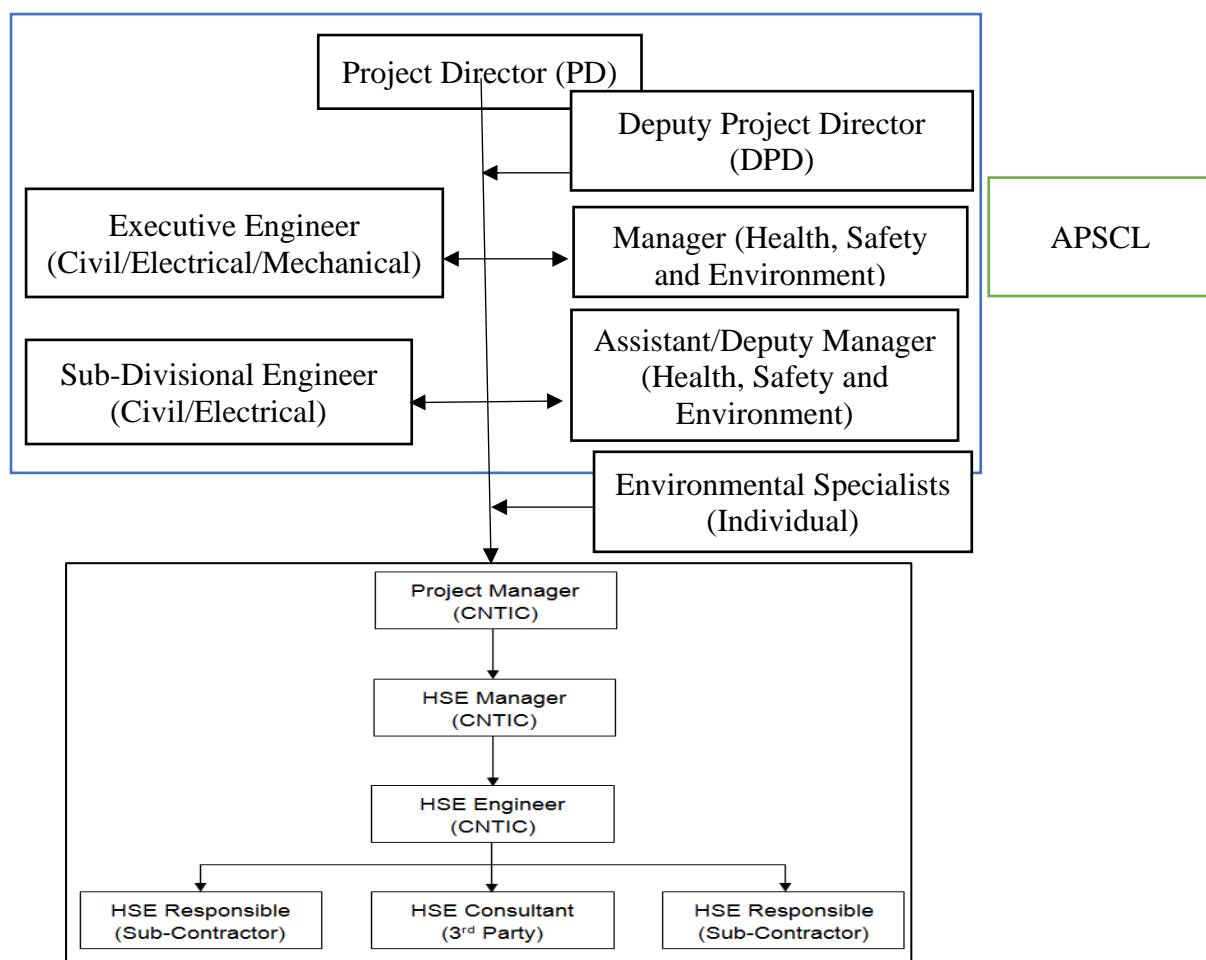 Project Director (PD)
Deputy Project Director
(DPD)
Executive Engineer
(Civil/Electrical/Mechanical)
Manager (Health, Safety
and Environment)
APSCL
Sub-Divisional Engineer
(Civil/Electrical)
Assistant/Deputy Manager
(Health, Safety and
Environment)
Environmental Specialists
(Individual)
Project Manager
(CNTIC)
HSE Manager
(CNTIC)
HSE Engineer
(CNTIC)
HSE Responsible
(Sub-Contractor)
HSE Consultant
(3rd Party)
HSE Responsible
(Sub-Contractor)